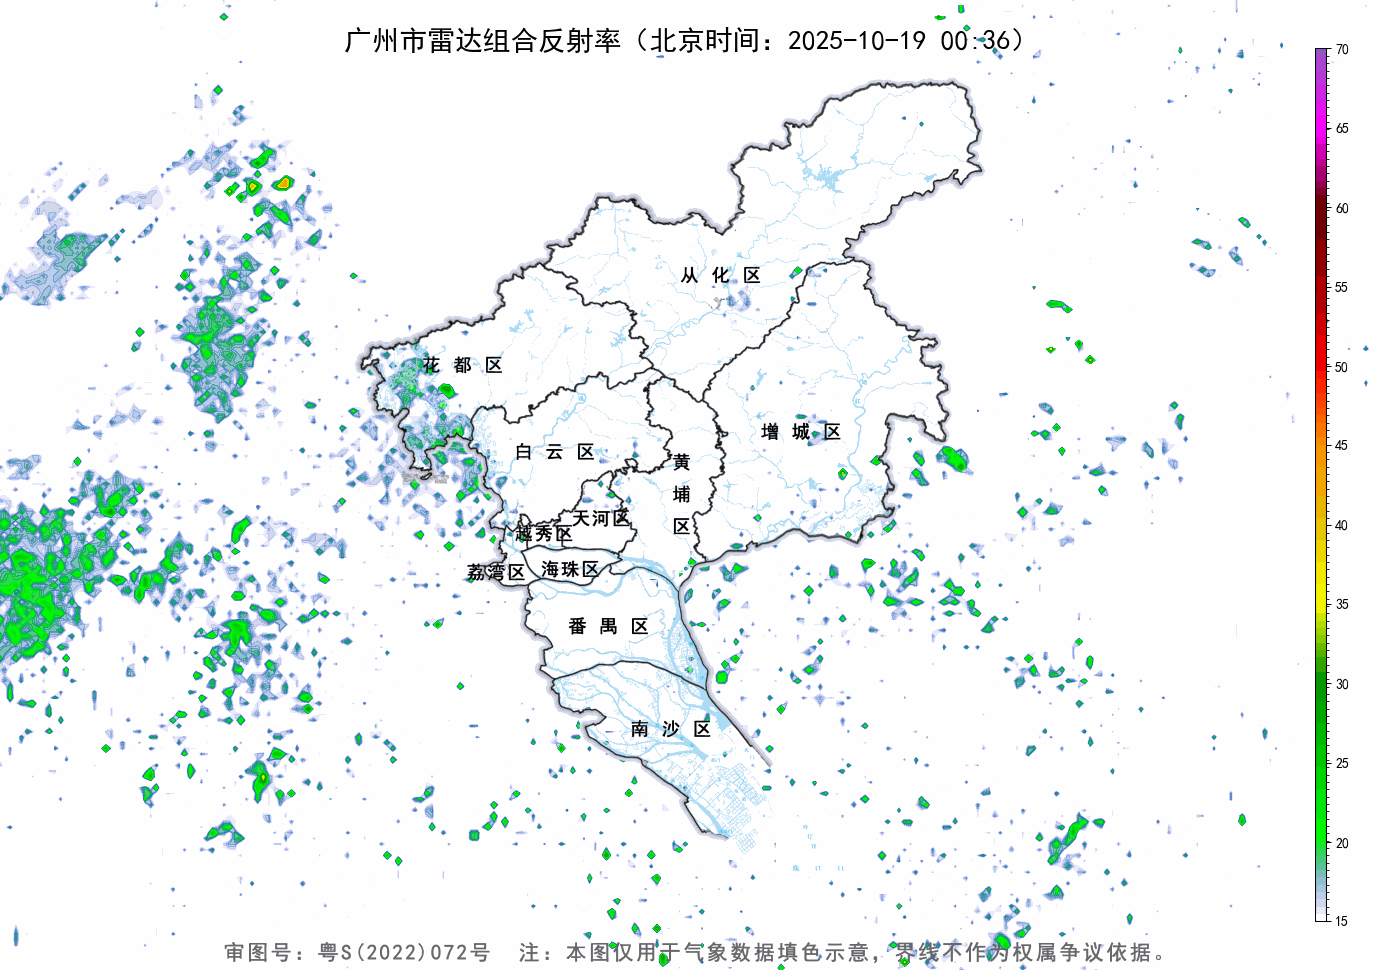 广州市雷达组合反射率（北京时间：2025-10-19 00:36）
70
65
60
55
50
45
40
35
30
25
20
15
从化区
花都区
增城区
白云区
黄埔区
天河区
越秀区
荔湾区
海珠区
番禺区
南沙区
审图号：粤S(2022)072号 注：本图仅用于气象数据填色示意，界线不作为权属争议依据。